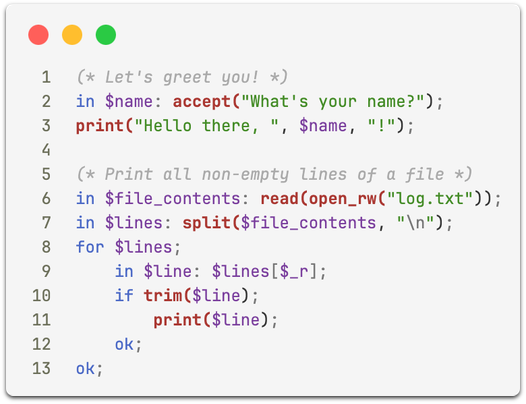 1 (* Let's greet you! *)
2 in $name: accept("What's your name?");
3 print("Hello there, ", $name, "!");
4
5 (* Print all non-empty lines of a file *)
6 in $file_contents: read(open_rw("log.txt"));
7 in $lines: split($file_contents, "\n");
8 for $lines;
9     in $line: $lines[$_r];
10     if trim($line);
11         print($line);
12     ok;
13 ok;